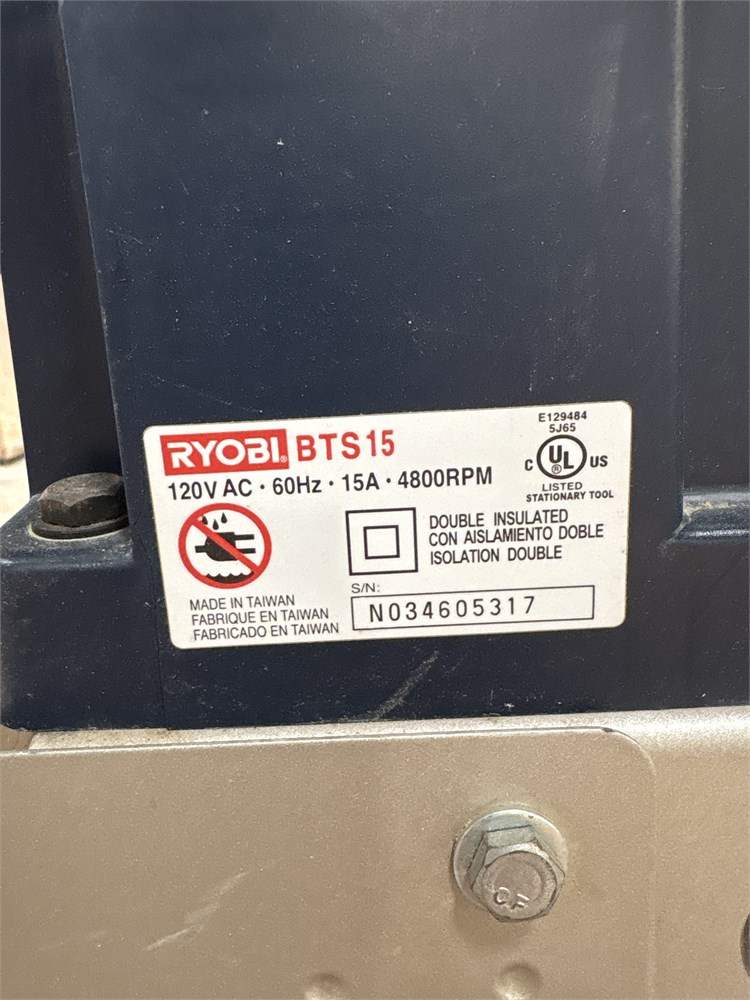 RYOBI BTS15
120V AC · 60Hz · 15A · 4800RPM
E129484
5J65
C UL US
®
LISTED
STATIONARY TOOL
DOUBLE INSULATED
CON AISLAMIENTO DOBLE
ISOLATION DOUBLE
MADE IN TAIWAN
FABRIQUE EN TAIWAN
FABRICADO EN TAIWAN
S/N:
N034605317
CF